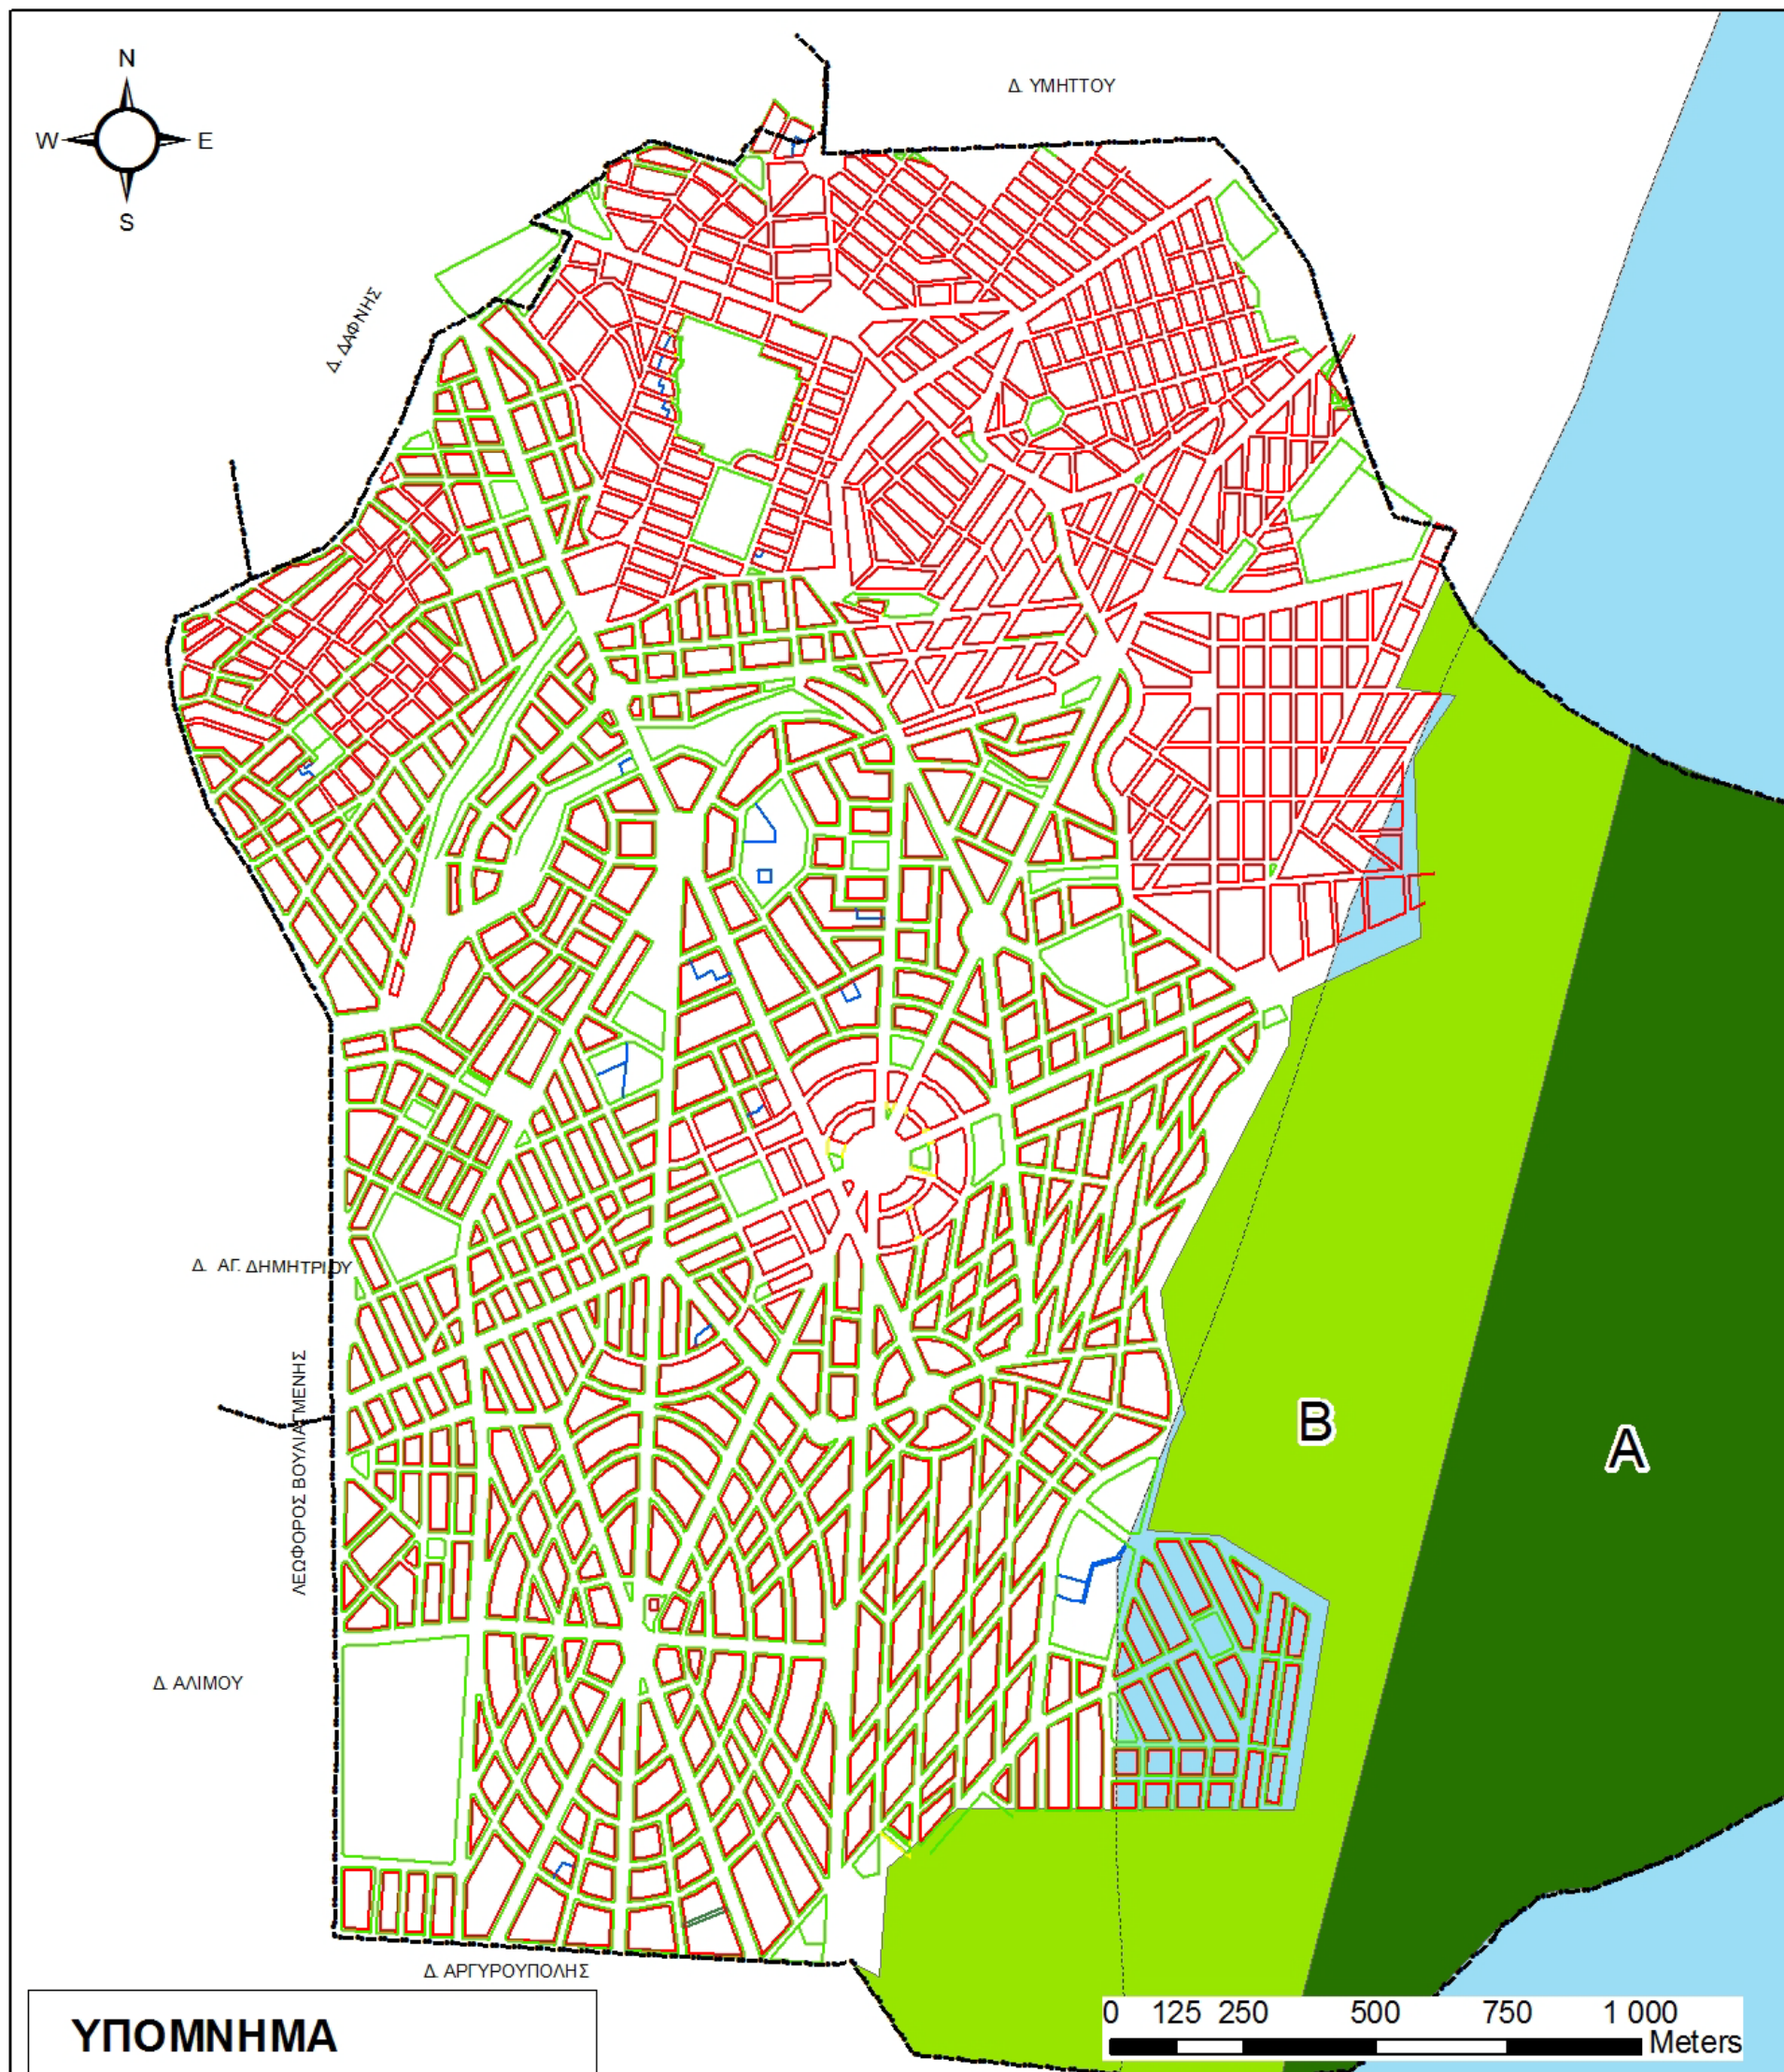 N
W E
S
Δ. ΥΜΗΤΤΟΥ
Δ. ΔΑΦΝΗΣ
Δ. ΑΓ. ΔΗΜΗΤΡΙΟΥ
ΛΕΩΦΟΡΟΣ ΒΟΥΛΙΑΓΜΕΝΗΣ
B
A
Δ. ΑΛΙΜΟΥ
Δ. ΑΡΓΥΡΟΥΠΟΛΗΣ
ΥΠΟΜΝΗΜΑ
0 125 250 500 750 1 000
Meters